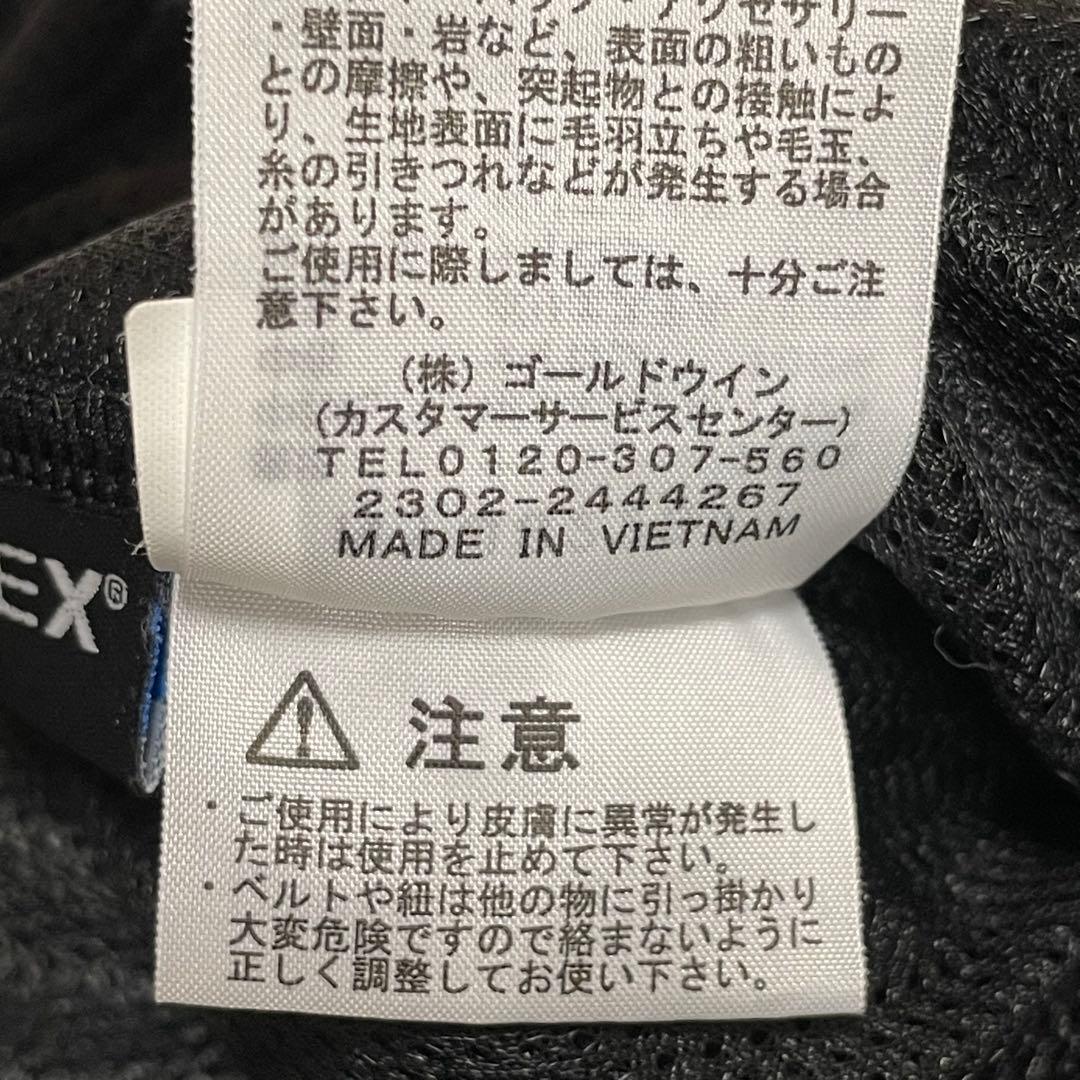 ・壁面・岩など、表面の粗いもの
との摩擦や、突起物との接触によ
り、生地表面に毛羽立ちや毛玉、
糸の引きつれなどが発生する場合
があります。
ご使用に際しましては、十分ご注
意下さい。
(株) ゴールドウイン
(カスタマーサービスセンター)
TEL0120-307-560
2302-2444267
MADE IN VIETNAM
EX®
注意
・ご使用により皮膚に異常が発生し
た時は使用を止めて下さい。
・ベルトや紐は他の物に引っ掛かり
大変危険ですので絡まないように
正しく調整してお使い下さい。